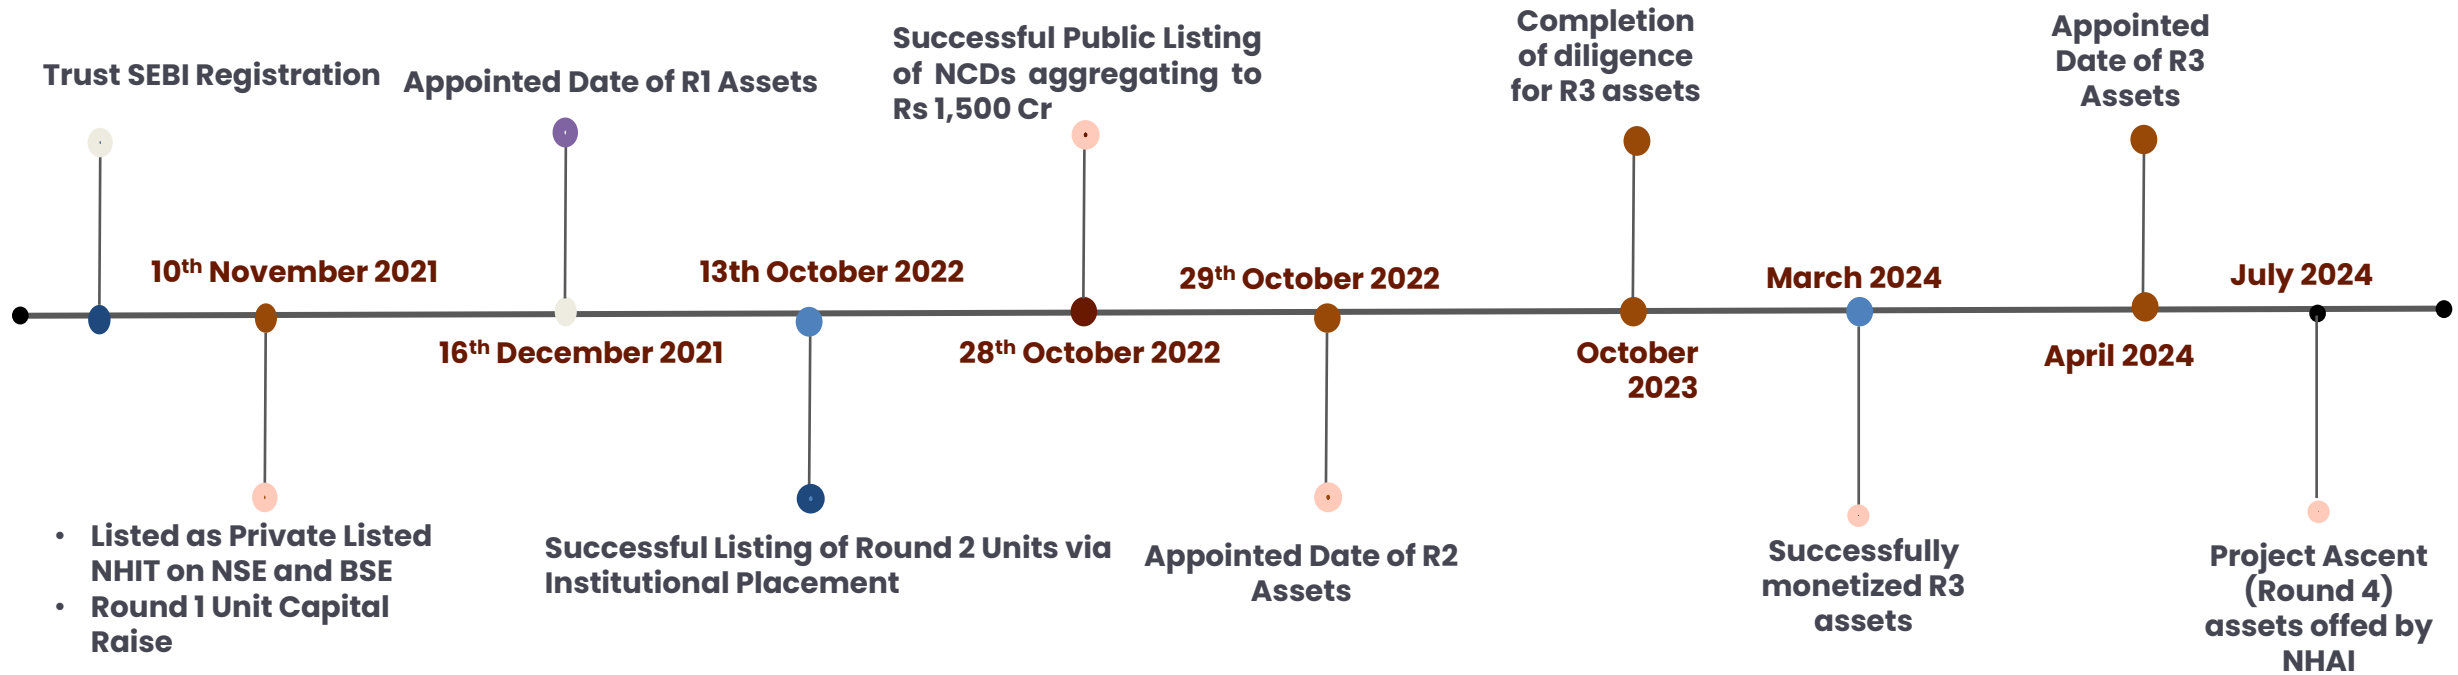 Trust SEBI Registration
Appointed Date of R1 Assets
Successful Public Listing
of NCDs aggregating to
Rs 1,500 Cr
Completion
of diligence
for R3 assets
Appointed
Date of R3
Assets
10th November 2021
13th October 2022
29th October 2022
March 2024
July 2024
16th December 2021
28th October 2022
October
2023
April 2024
• Listed as Private Listed
NHIT on NSE and BSE
• Round 1 Unit Capital
Raise
Successful Listing of Round 2 Units via
Institutional Placement
Appointed Date of R2
Assets
Successfully
monetized R3
assets
Project Ascent
(Round 4)
assets offed by
NHAI